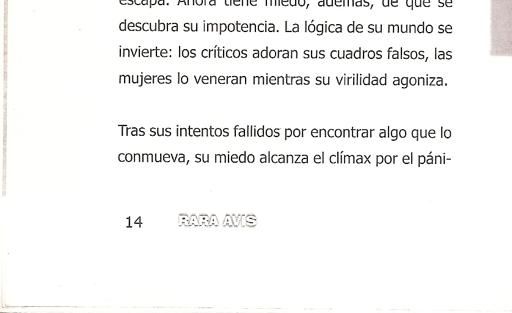 escapa. Ahora tiene miedo, además, de que se
descubra su impotencia. La lógica de su mundo se
invierte: los críticos adoran sus cuadros falsos, las
mujeres lo veneran mientras su virilidad agoniza.
Tras sus intentos fallidos por encontrar algo que lo
conmueva, su miedo alcanza el clímax por el páni-
14 RARA AVIS